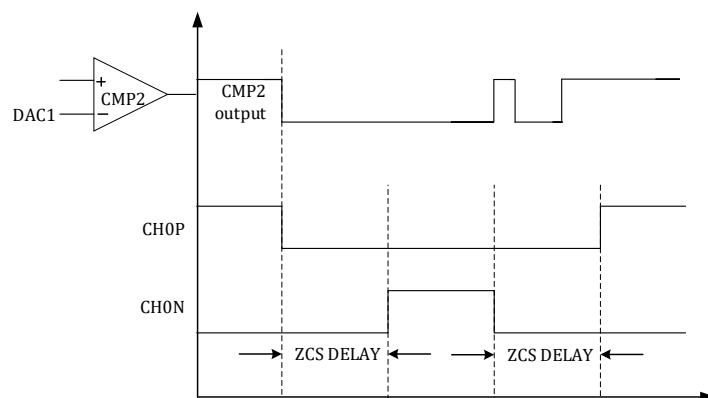 +
CMP2
DAC1
−
CMP2
output
CH0P
CH0N
ZCS DELAY
ZCS DELAY